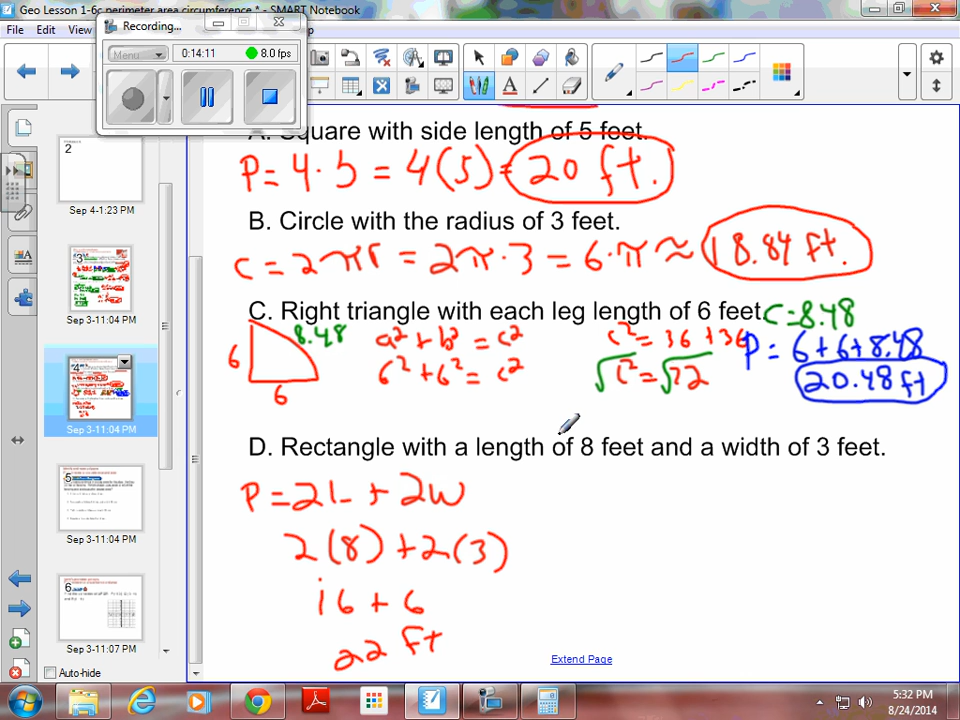 Geo Lesson 1-6c perimeter area circumference * - SMART Notebook
File Edit View
Recording...
Menu 0:14:11 8.0 fps
2
Sep 4-1:23 PM
3
Sep 3-11:04 PM
4
Sep 3-11:04 PM
5
Sep 3-11:04 PM
6
Sep 3-11:07 PM
Auto-hide
A. Square with side length of 5 feet.
P = 4 · b = 4(5) = 20 ft.
B. Circle with the radius of 3 feet.
C = 2πr = 2π·3 = 6·π ≈ 18.84 ft.
C. Right triangle with each leg length of 6 feet. C=8.48
6 8.48 a² + b² = c² c² = 36 + 36 P = 6+6+8.48
6 6² + 6² = c² √c² = √72 20.48 ft
D. Rectangle with a length of 8 feet and a width of 3 feet.
P = 2L + 2W
2(8) + 2(3)
16 + 6
22 ft
Extend Page
5:32 PM
8/24/2014